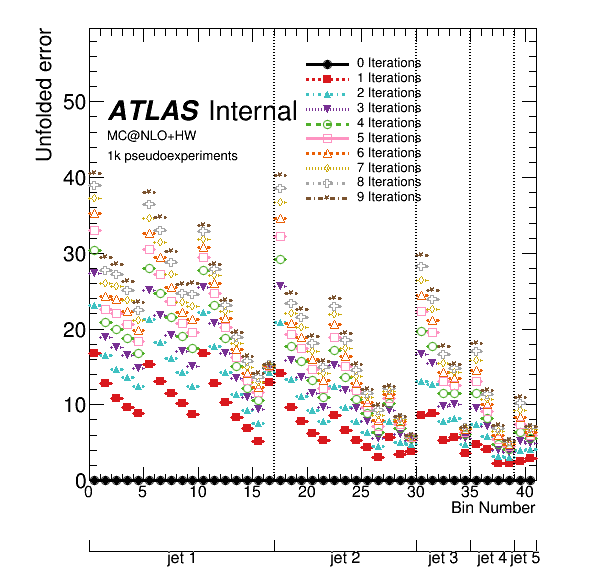 Unfolded error
0 Iterations
1 Iterations
2 Iterations
3 Iterations
4 Iterations
5 Iterations
6 Iterations
7 Iterations
8 Iterations
9 Iterations
ATLAS Internal
MC@NLO+HW
1k pseudoexperiments
50
40
30
20
10
0
0 5 10 15 20 25 30 35 40
Bin Number
jet 1 jet 2 jet 3 jet 4 jet 5